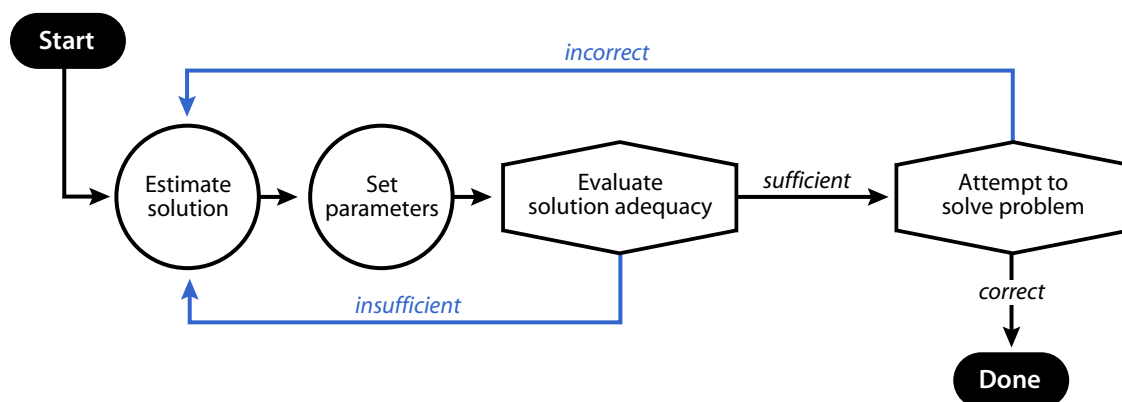 Start
incorrect
Estimate
solution
Set
parameters
Evaluate
solution adequacy
sufficient
Attempt to
solve problem
insufficient
correct
Done